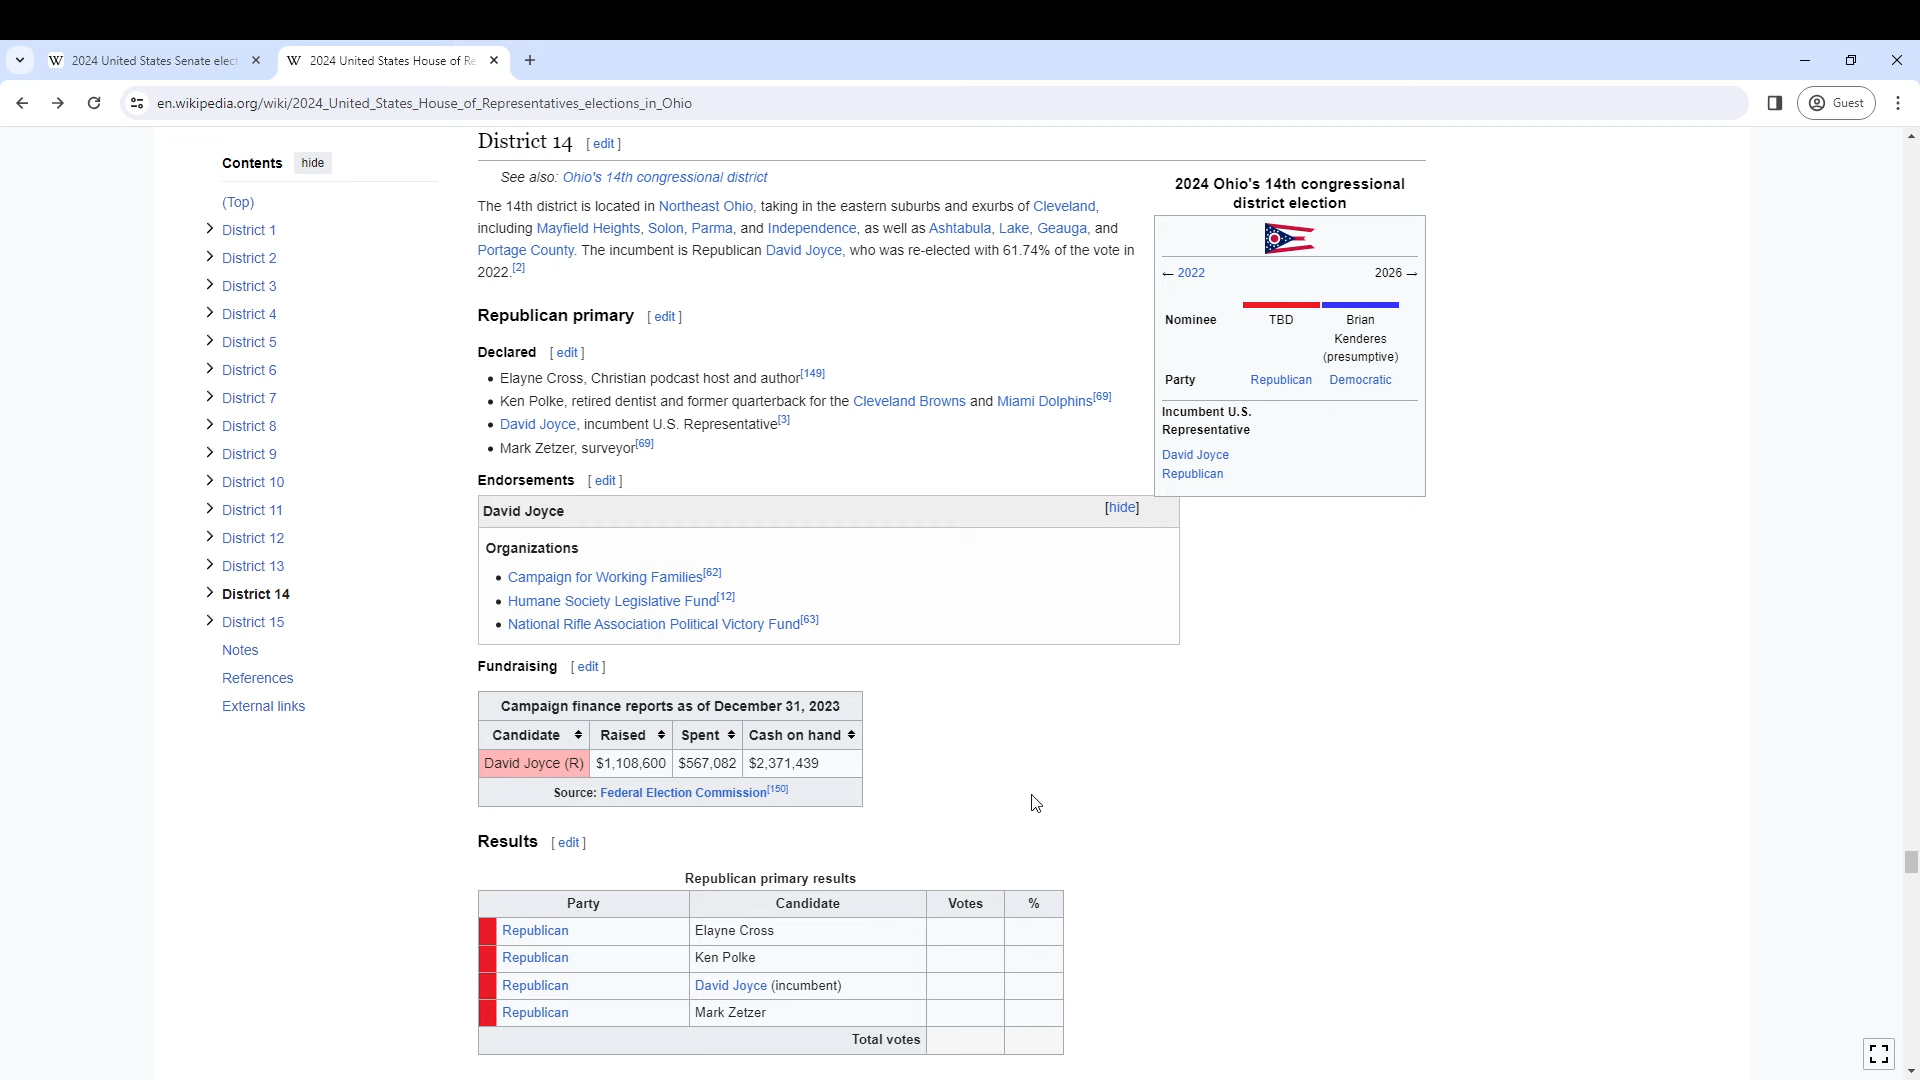 2024 United States Senate elect
2024 United States House of Re
en.wikipedia.org/wiki/2024_United_States_House_of_Representatives_elections_in_Ohio
Guest
Contents hide
(Top)
District 1
District 2
District 3
District 4
District 5
District 6
District 7
District 8
District 9
District 10
District 11
District 12
District 13
District 14
District 15
Notes
References
External links
District 14 [ edit ]
See also: Ohio's 14th congressional district
The 14th district is located in Northeast Ohio, taking in the eastern suburbs and exurbs of Cleveland,
including Mayfield Heights, Solon, Parma, and Independence, as well as Ashtabula, Lake, Geauga, and
Portage County. The incumbent is Republican David Joyce, who was re-elected with 61.74% of the vote in
2022.[2]
Republican primary [ edit ]
Declared [ edit ]
• Elayne Cross, Christian podcast host and author[149]
• Ken Polke, retired dentist and former quarterback for the Cleveland Browns and Miami Dolphins[69]
• David Joyce, incumbent U.S. Representative[3]
• Mark Zetzer, surveyor[69]
Endorsements [ edit ]
David Joyce [hide]
Organizations
• Campaign for Working Families[62]
• Humane Society Legislative Fund[12]
• National Rifle Association Political Victory Fund[63]
Fundraising [ edit ]
Campaign finance reports as of December 31, 2023
Candidate Raised Spent Cash on hand
David Joyce (R) $1,108,600 $567,082 $2,371,439
Source: Federal Election Commission[150]
Results [ edit ]
Republican primary results
Party Candidate Votes %
Republican Elayne Cross
Republican Ken Polke
Republican David Joyce (incumbent)
Republican Mark Zetzer
Total votes
2024 Ohio's 14th congressional
district election
← 2022 2026 →
Nominee TBD Brian
Kenderes
(presumptive)
Party Republican Democratic
Incumbent U.S.
Representative
David Joyce
Republican